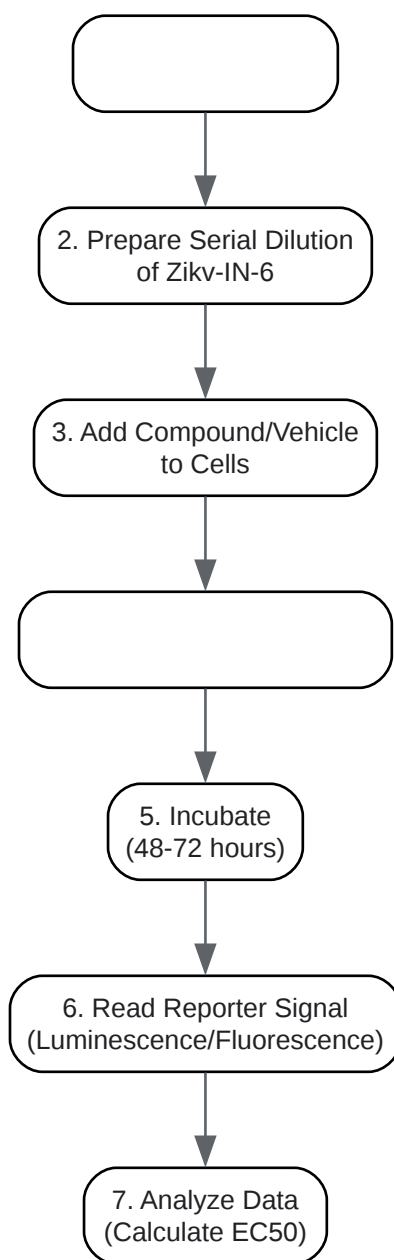 2. Prepare Serial Dilution
of Zikv-IN-6
3. Add Compound/Vehicle
to Cells
5. Incubate
(48-72 hours)
6. Read Reporter Signal
(Luminescence/Fluorescence)
7. Analyze Data
(Calculate EC50)